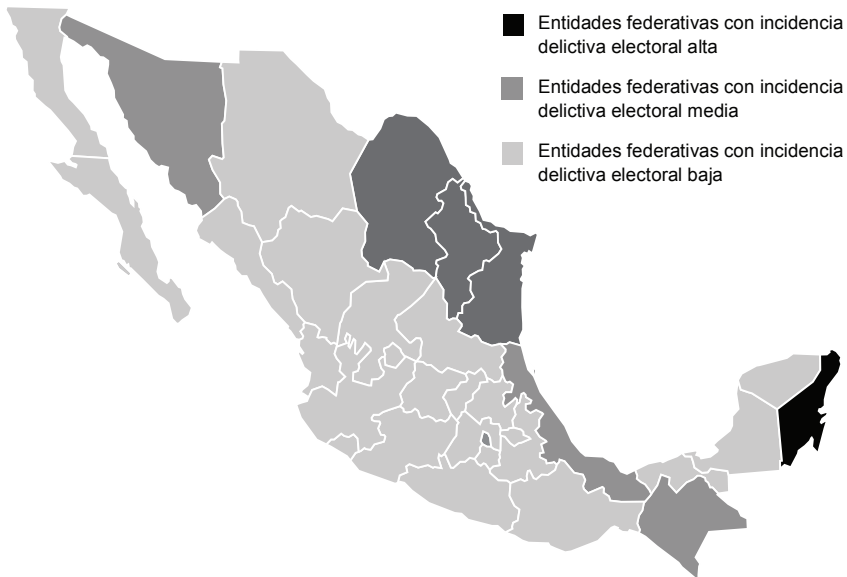 Entidades federativas con incidencia
delictiva electoral alta
Entidades federativas con incidencia
delictiva electoral media
Entidades federativas con incidencia
delictiva electoral baja